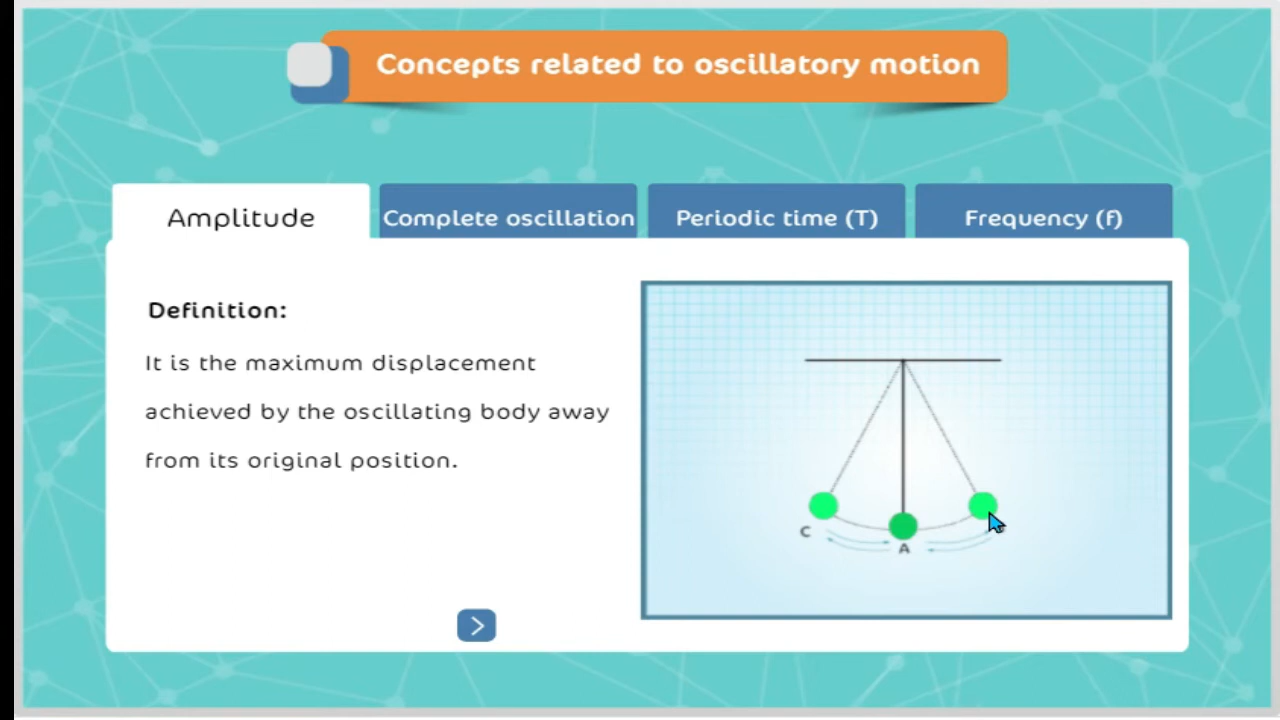 Concepts related to oscillatory motion
Amplitude
Complete oscillation
Periodic time (T)
Frequency (f)
Definition:
It is the maximum displacement
achieved by the oscillating body away
from its original position.
C
A